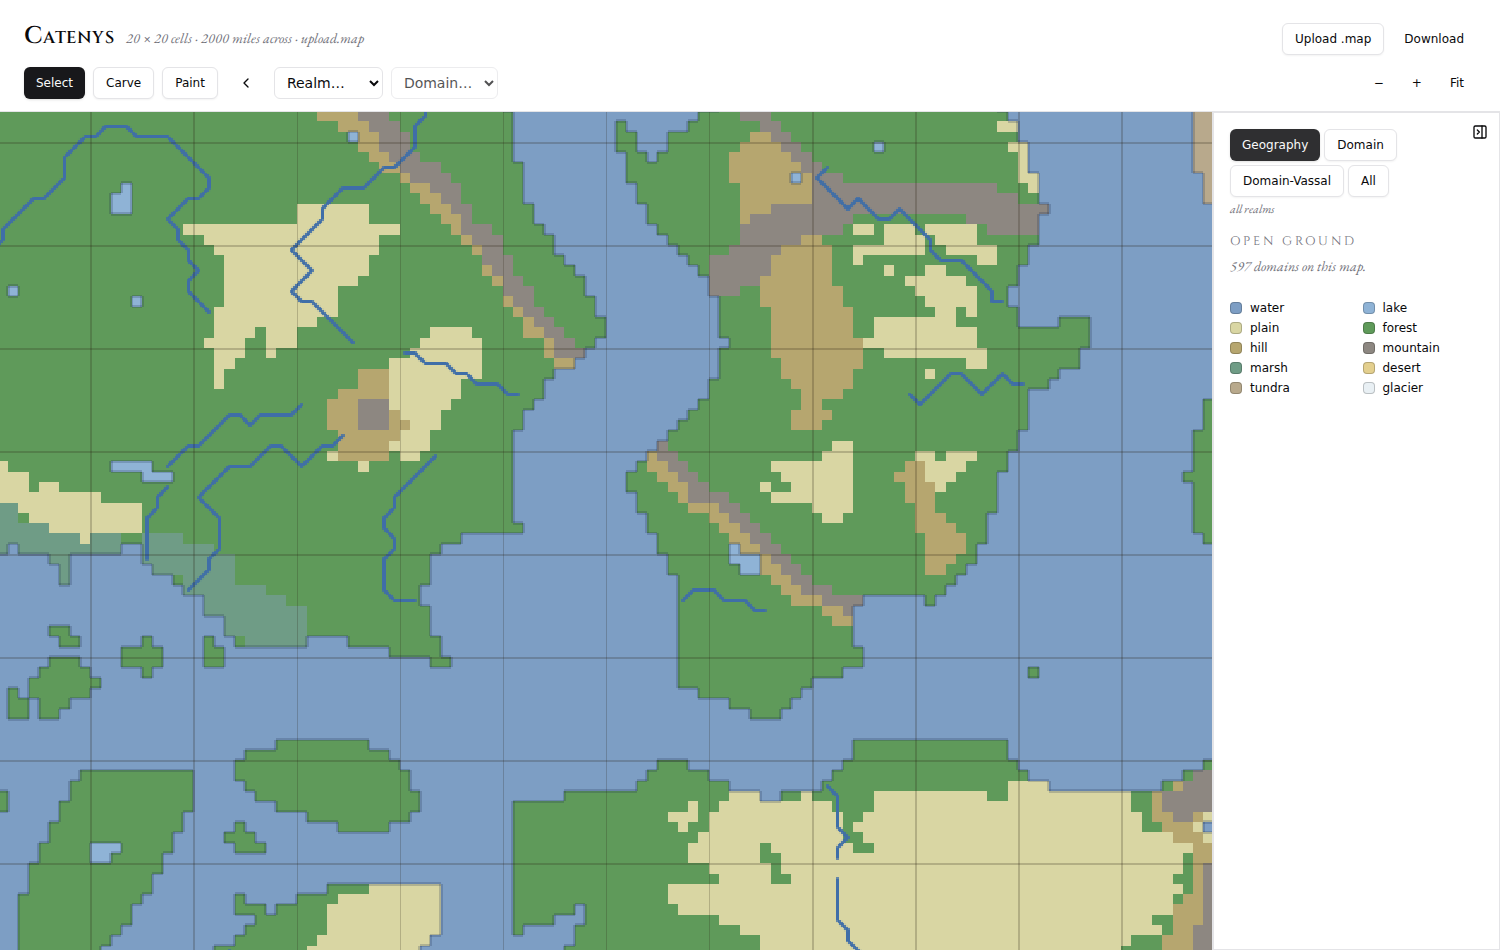 Catenys 20 × 20 cells · 2000 miles across · upload.map
Upload .map Download
Select Carve Paint Realm... Domain...
− + Fit
Geography Domain
Domain-Vassal All
all realms
OPEN GROUND
597 domains on this map.
water lake
plain forest
hill mountain
marsh desert
tundra glacier